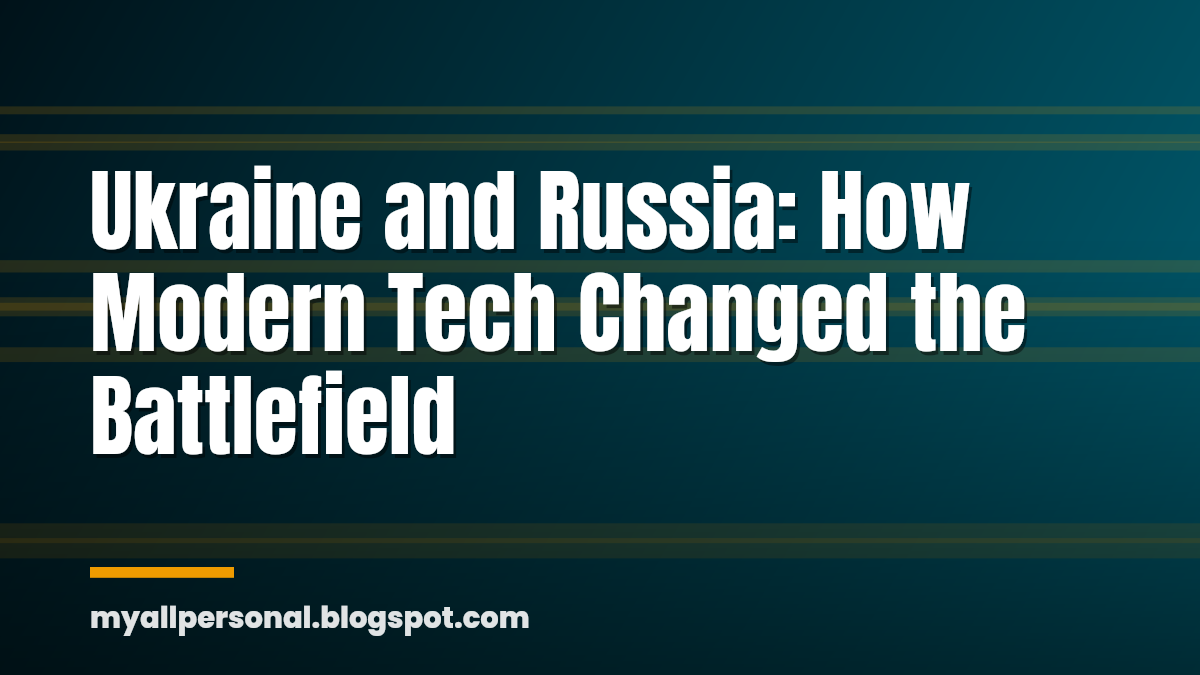 Ukraine and Russia: How
Modern Tech Changed the
Battlefield
myallpersonal.blogspot.com